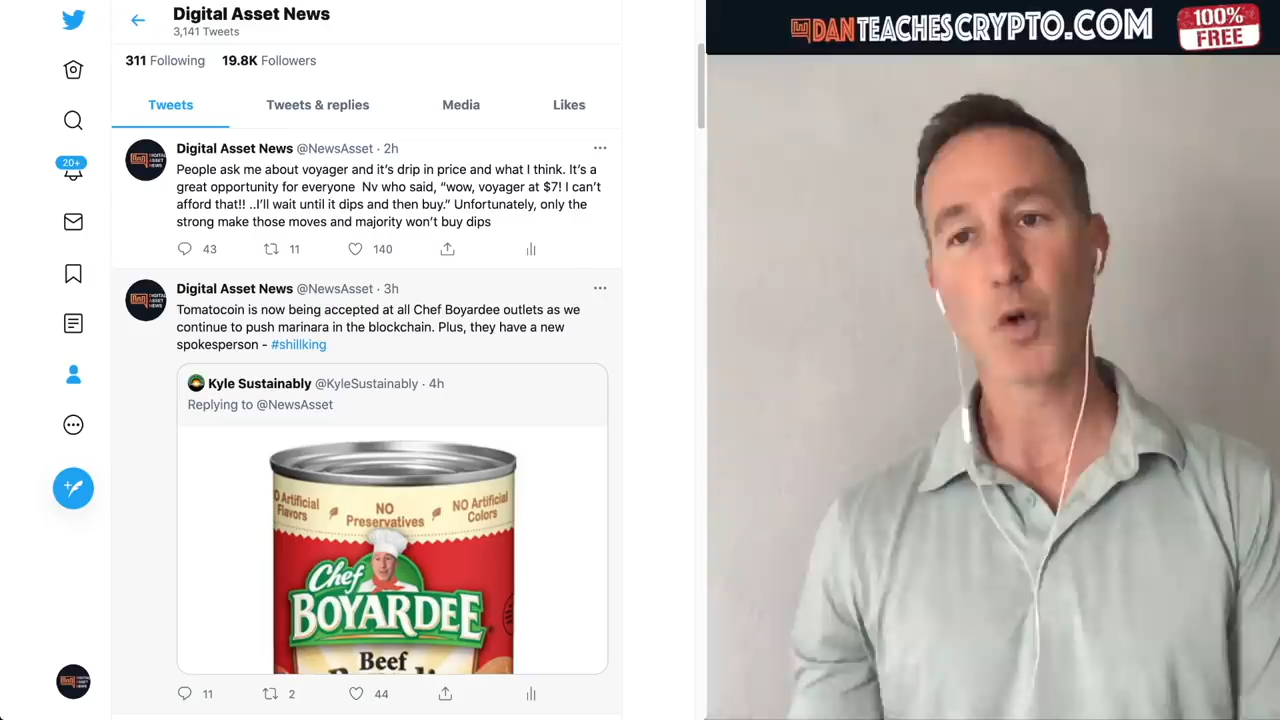 Digital Asset News
3,141 Tweets
311 Following 19.8K Followers
Tweets Tweets & replies Media Likes
Digital Asset News @NewsAsset · 2h
People ask me about voyager and it's drip in price and what I think. It's a
great opportunity for everyone Nv who said, "wow, voyager at $7! I can't
afford that!! ..I'll wait until it dips and then buy." Unfortunately, only the
strong make those moves and majority won't buy dips
43 11 140
Digital Asset News @NewsAsset · 3h
Tomatocoin is now being accepted at all Chef Boyardee outlets as we
continue to push marinara in the blockchain. Plus, they have a new
spokesperson - #shillking
Kyle Sustainably @KyleSustainably · 4h
Replying to @NewsAsset
O Artificial
Flavors
NO
Preservatives
NO Artificial
Colors
Chef
BOYARDEE
Beef
11 2 44
20+
DANTEACHESCRYPTO.COM
100%
FREE